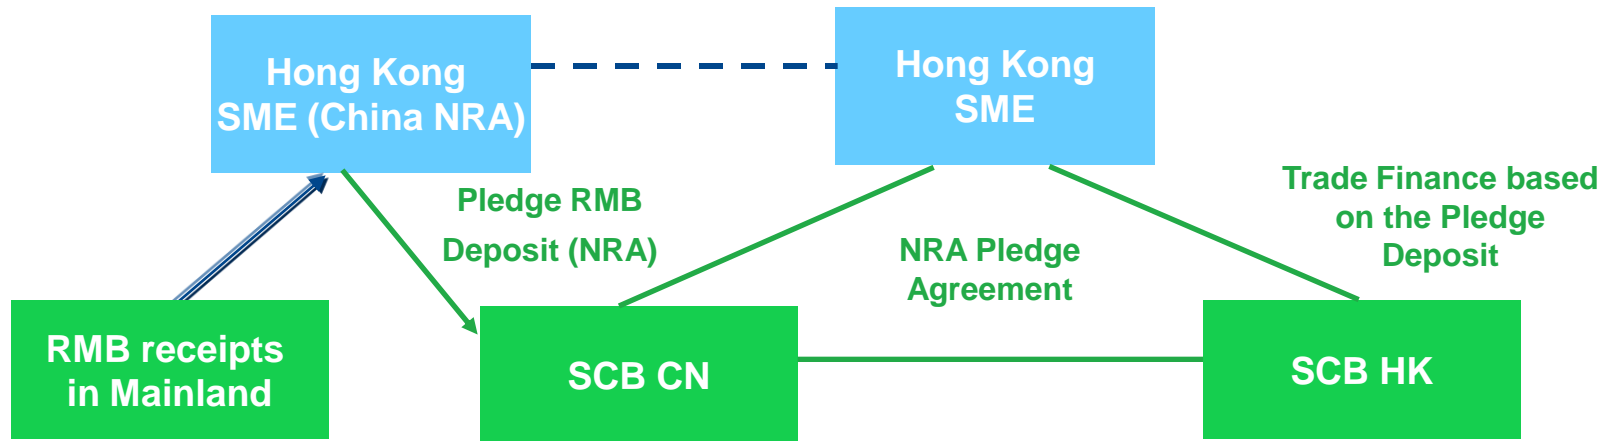 Hong Kong
SME (China NRA)
Hong Kong
SME
Pledge RMB
Deposit (NRA)
NRA Pledge
Agreement
Trade Finance based
on the Pledge
Deposit
RMB receipts
in Mainland
SCB CN
SCB HK